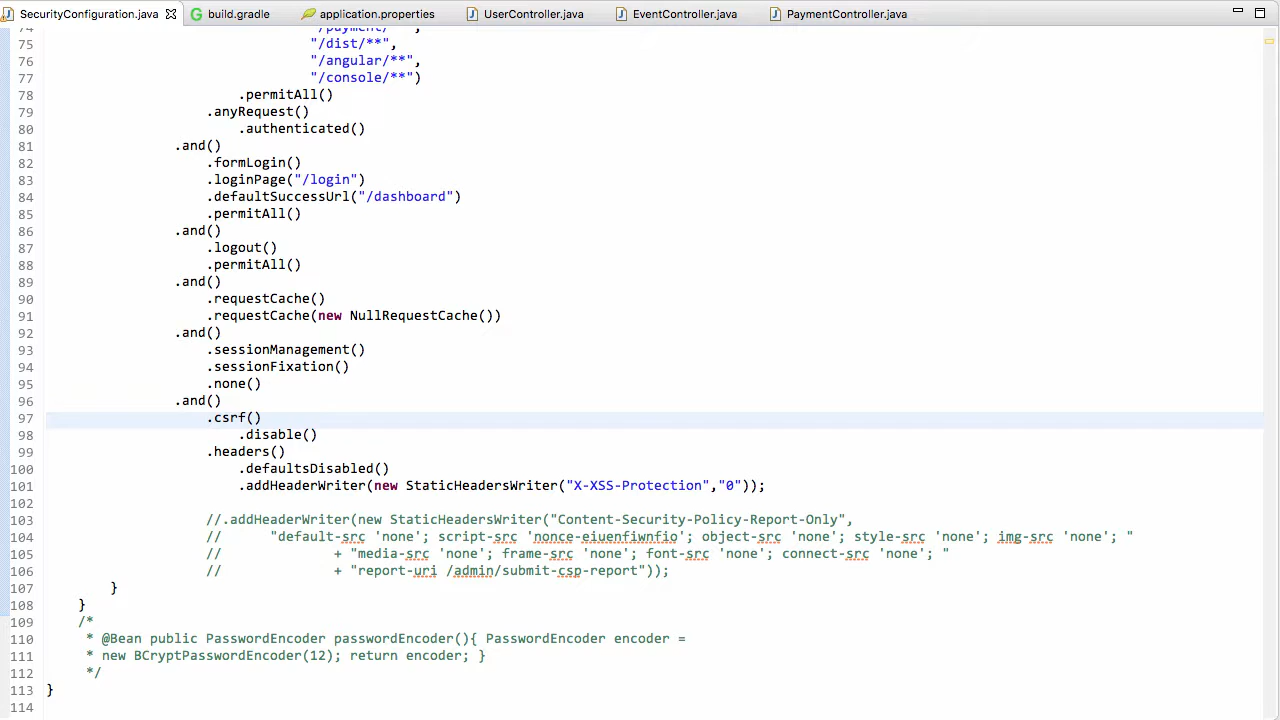 SecurityConfiguration.java build.gradle application.properties UserController.java EventController.java PaymentController.java
75 "/dist/**",
76 "/angular/**",
77 "/console/**")
78 .permitAll()
79 .anyRequest()
80 .authenticated()
81 .and()
82 .formLogin()
83 .loginPage("/login")
84 .defaultSuccessUrl("/dashboard")
85 .permitAll()
86 .and()
87 .logout()
88 .permitAll()
89 .and()
90 .requestCache()
91 .requestCache(new NullRequestCache())
92 .and()
93 .sessionManagement()
94 .sessionFixation()
95 .none()
96 .and()
97 .csrf()
98 .disable()
99 .headers()
100 .defaultsDisabled()
101 .addHeaderWriter(new StaticHeadersWriter("X-XSS-Protection","0"));
102
103 //.addHeaderWriter(new StaticHeadersWriter("Content-Security-Policy-Report-Only",
104 // "default-src 'none'; script-src 'nonce-eiuenfiwnfio'; object-src 'none'; style-src 'none'; img-src 'none'; "
105 // + "media-src 'none'; frame-src 'none'; font-src 'none'; connect-src 'none'; "
106 // + "report-uri /admin/submit-csp-report"));
107 }
108 }
109 /*
110 * @Bean public PasswordEncoder passwordEncoder(){ PasswordEncoder encoder =
111 * new BCryptPasswordEncoder(12); return encoder; }
112 */
113 }
114